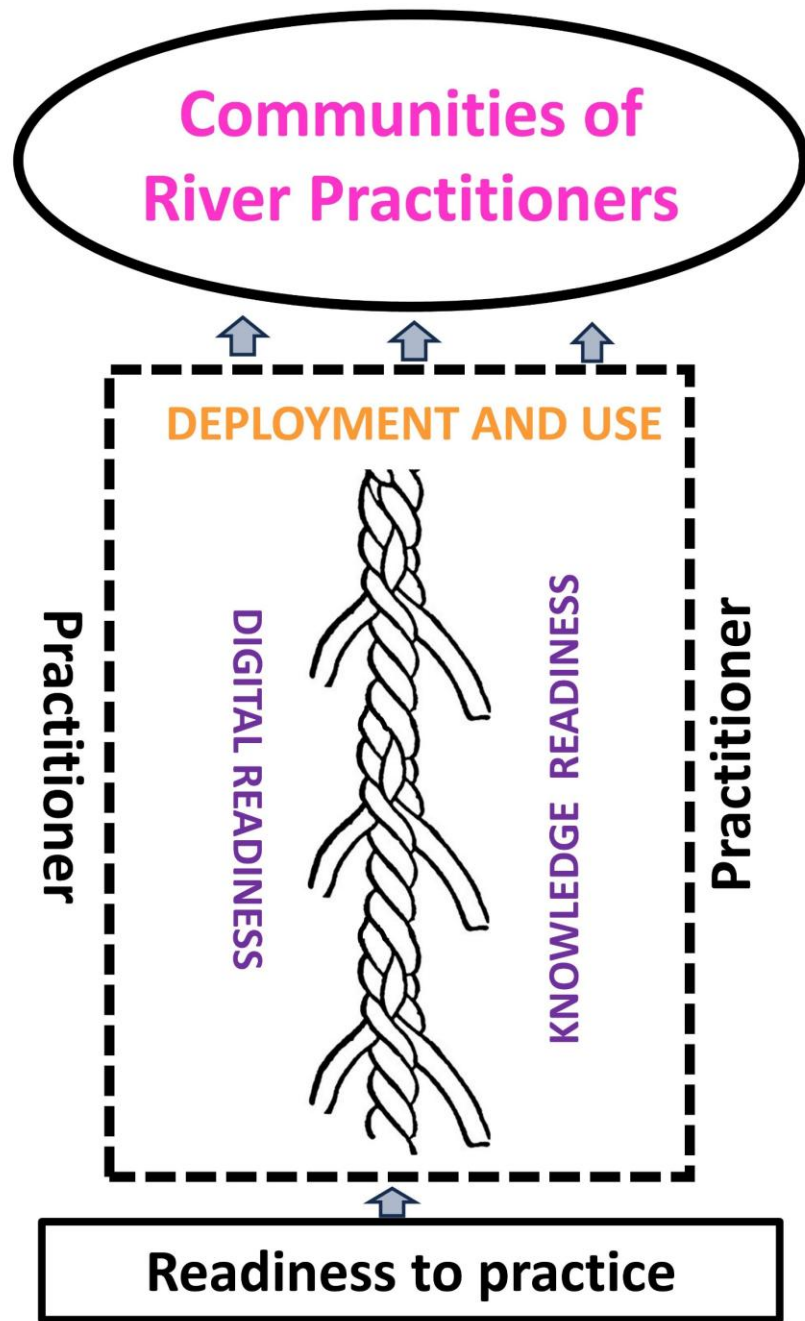 Communities of
River Practitioners
DEPLOYMENT AND USE
Practitioner
DIGITAL READINESS
KNOWLEDGE READINESS
Practitioner
Readiness to practice